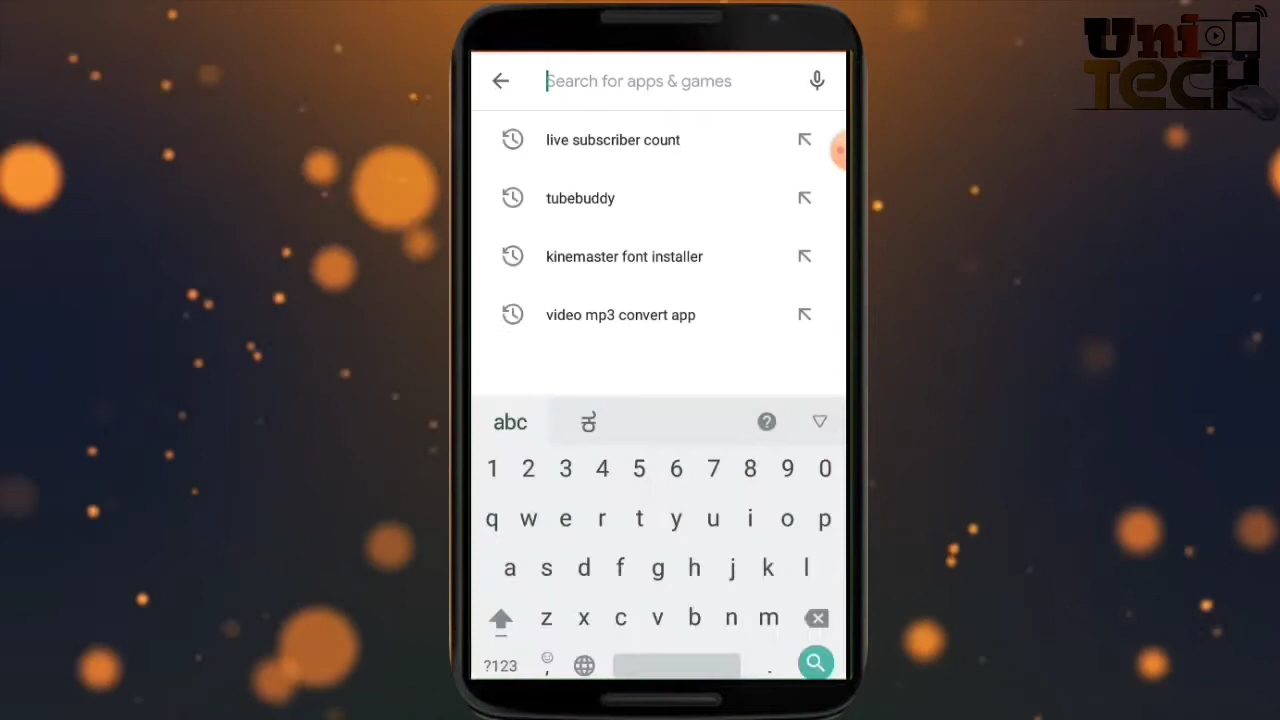 Uni
TECH
Search for apps & games
live subscriber count
tubebuddy
kinemaster font installer
video mp3 convert app
abc ಕ
1 2 3 4 5 6 7 8 9 0
q w e r t y u i o p
a s d f g h j k l
z x c v b n m
?123 , .